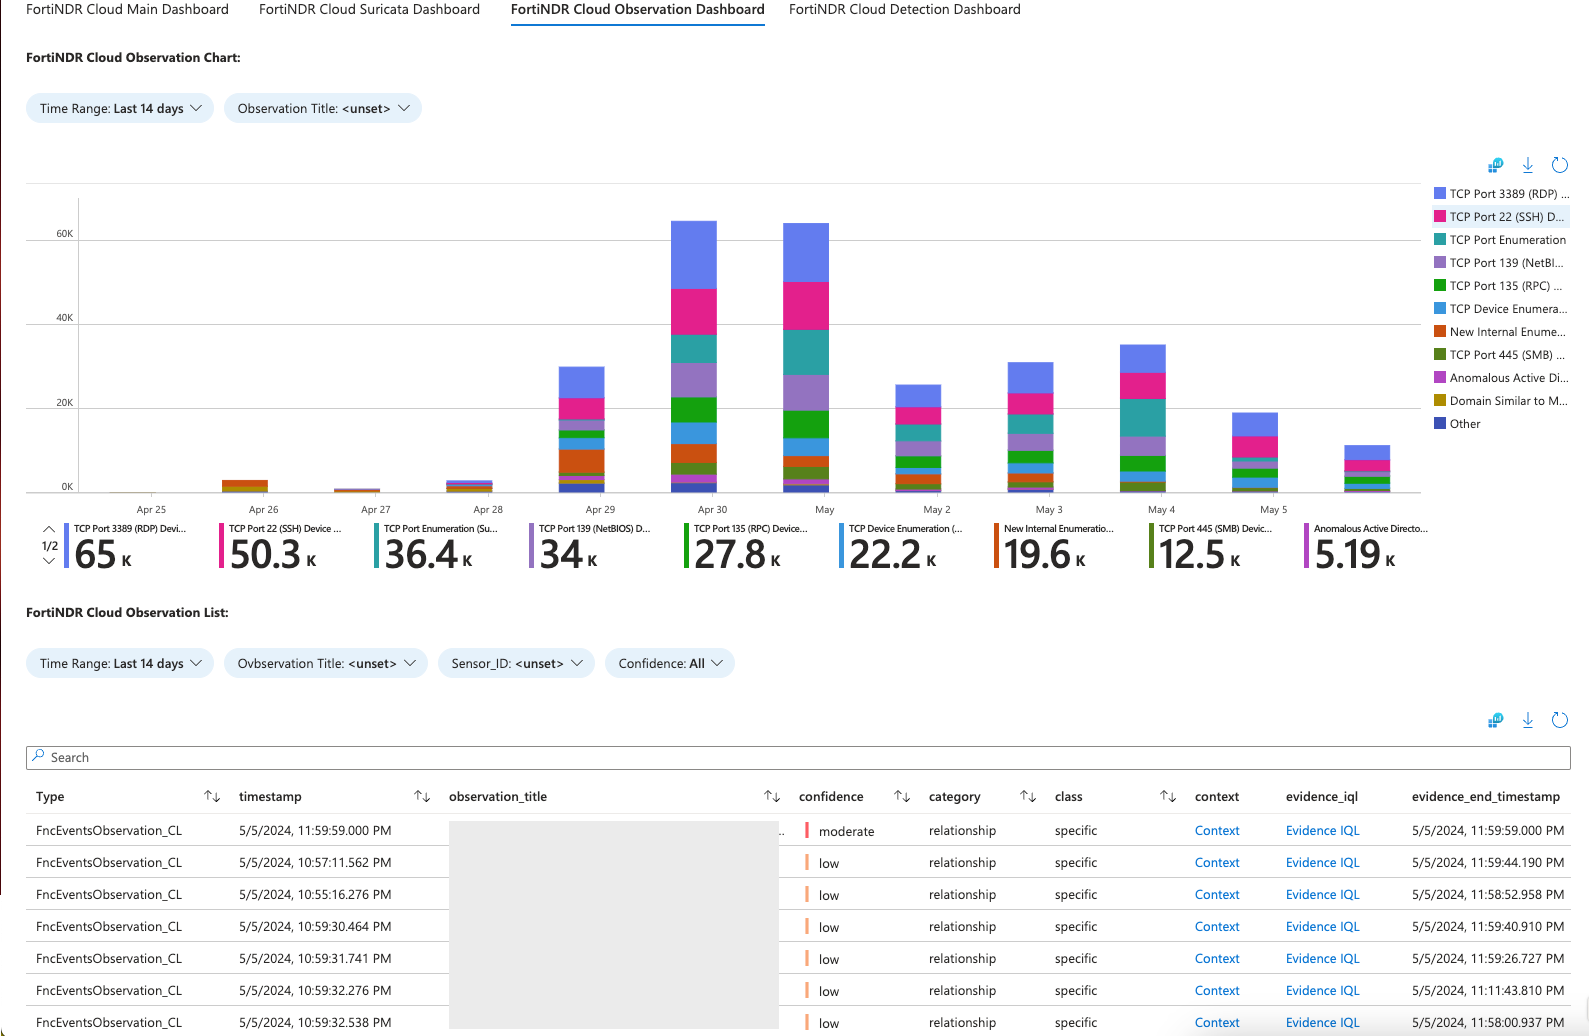 FortiNDR Cloud Main Dashboard FortiNDR Cloud Suricata Dashboard FortiNDR Cloud Observation Dashboard FortiNDR Cloud Detection Dashboard
FortiNDR Cloud Observation Chart:
Time Range: Last 14 days Observation Title: <unset>
TCP Port 3389 (RDP) ...
TCP Port 22 (SSH) D...
TCP Port Enumeration
TCP Port 139 (NetBI...
TCP Port 135 (RPC) ...
TCP Device Enumera...
New Internal Enume...
TCP Port 445 (SMB) ...
Anomalous Active Di...
Domain Similar to M...
Other
60K
40K
20K
0K
Apr 25 Apr 26 Apr 27 Apr 28 Apr 29 Apr 30 May May 2 May 3 May 4 May 5
1/2
TCP Port 3389 (RDP) Devi... TCP Port 22 (SSH) Device ... TCP Port Enumeration (Su... TCP Port 139 (NetBIOS) D... TCP Port 135 (RPC) Device... TCP Device Enumeration (... New Internal Enumeratio... TCP Port 445 (SMB) Devic... Anomalous Active Directo...
65 K 50.3 K 36.4 K 34 K 27.8 K 22.2 K 19.6 K 12.5 K 5.19 K
FortiNDR Cloud Observation List:
Time Range: Last 14 days Ovbservation Title: <unset> Sensor_ID: <unset> Confidence: All
Search
Type timestamp observation_title confidence category class context evidence_iql evidence_end_timestamp
FncEventsObservation_CL 5/5/2024, 11:59:59.000 PM .. moderate relationship specific Context Evidence IQL 5/5/2024, 11:59:59.000 PM
FncEventsObservation_CL 5/5/2024, 10:57:11.562 PM low relationship specific Context Evidence IQL 5/5/2024, 11:59:44.190 PM
FncEventsObservation_CL 5/5/2024, 10:55:16.276 PM low relationship specific Context Evidence IQL 5/5/2024, 11:58:52.958 PM
FncEventsObservation_CL 5/5/2024, 10:59:30.464 PM low relationship specific Context Evidence IQL 5/5/2024, 11:59:40.910 PM
FncEventsObservation_CL 5/5/2024, 10:59:31.741 PM low relationship specific Context Evidence IQL 5/5/2024, 11:59:26.727 PM
FncEventsObservation_CL 5/5/2024, 10:59:32.276 PM low relationship specific Context Evidence IQL 5/5/2024, 11:11:43.810 PM
FncEventsObservation_CL 5/5/2024, 10:59:32.538 PM low relationship specific Context Evidence IQL 5/5/2024, 11:58:00.937 PM